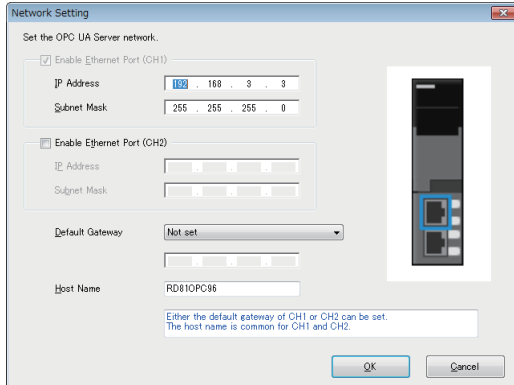 Network Setting
Set the OPC UA Server network.
Enable Ethernet Port (CH1)
IP Address 192 . 168 . 3 . 3
Subnet Mask 255 . 255 . 255 . 0
Enable Ethernet Port (CH2)
IP Address . . .
Subnet Mask . . .
Default Gateway Not set
. . .
Host Name RD81OPC96
Either the default gateway of CH1 or CH2 can be set.
The host name is common for CH1 and CH2.
OK Cancel